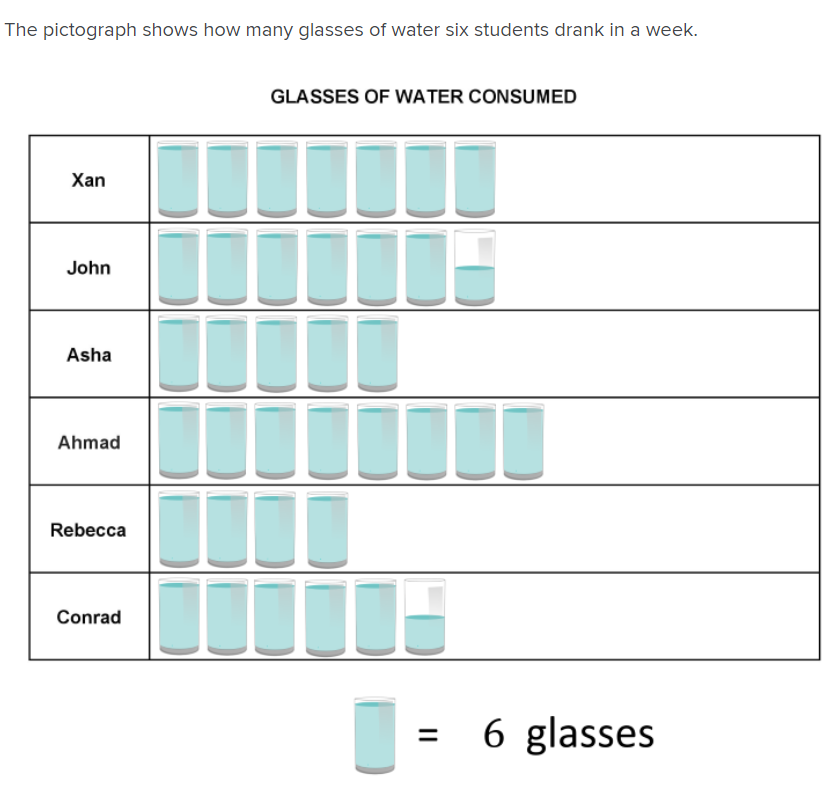 The pictograph shows how many glasses of water six students drank in a week.
GLASSES OF WATER CONSUMED
Xan
John
Asha
Ahmad
Rebecca
Conrad
= 6 glasses